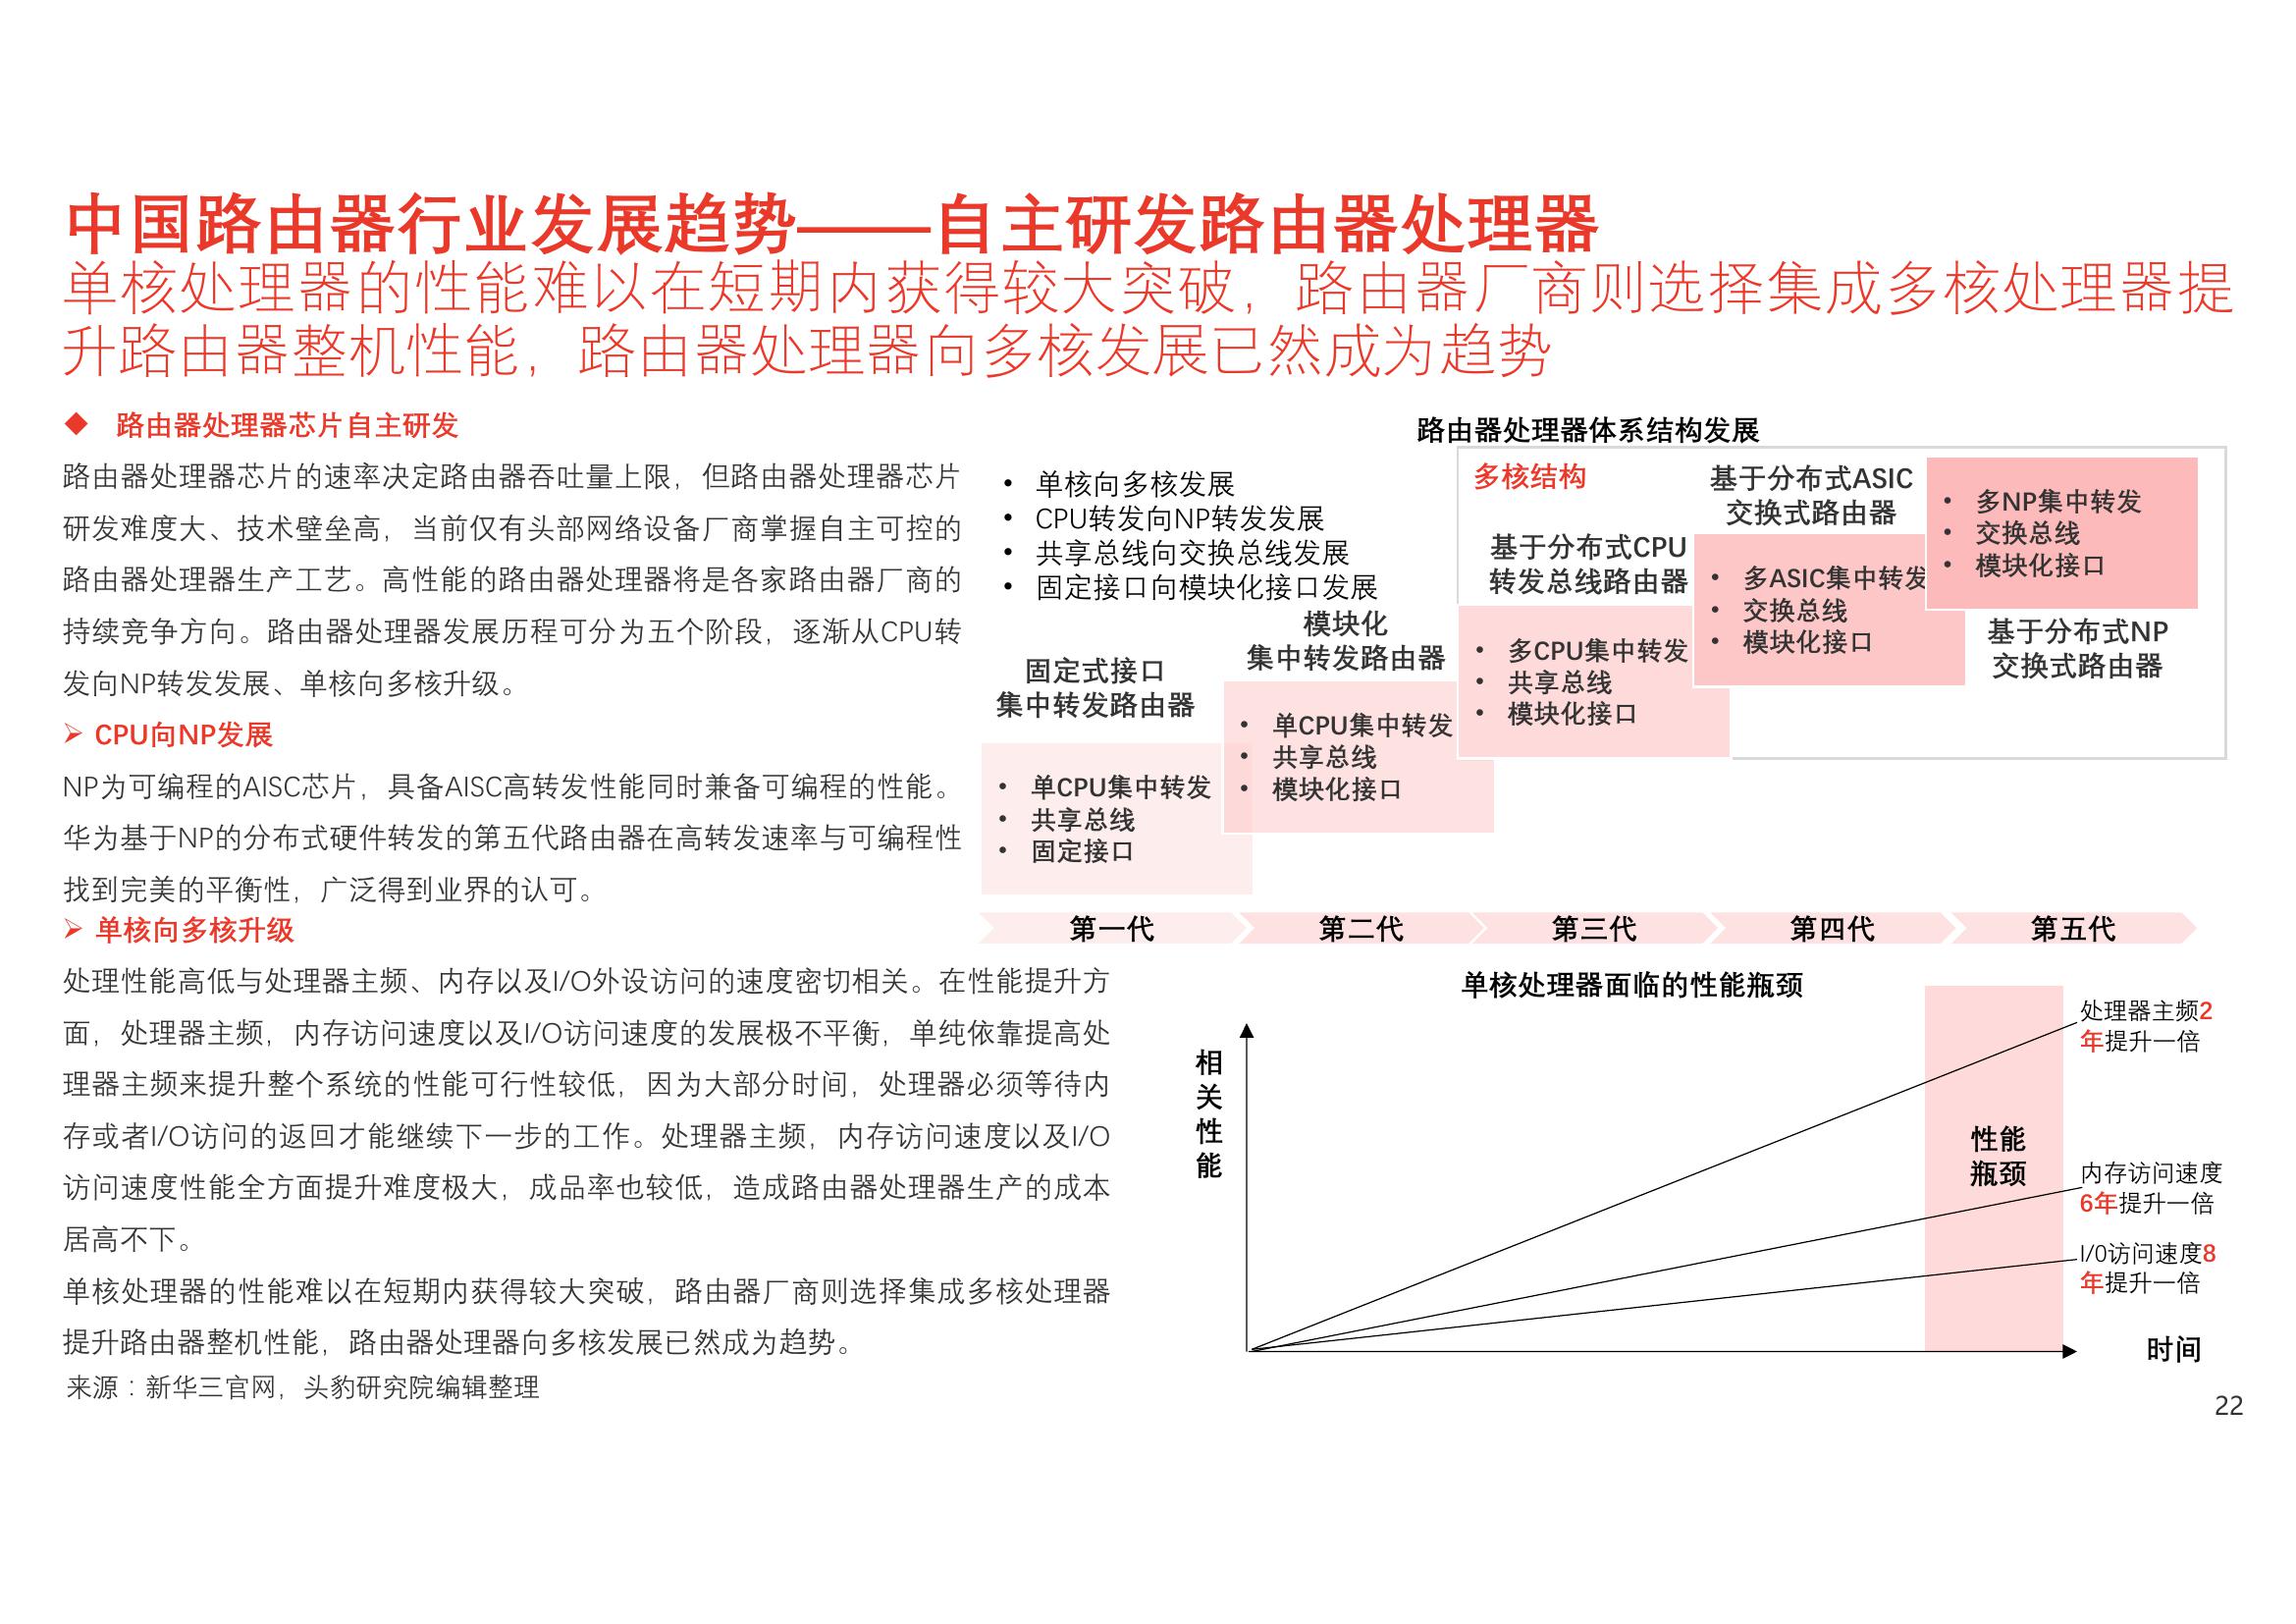 中国路由器行业发展趋势——自主研发路由器处理器
单核处理器的性能难以在短期内获得较大突破，路由器厂商则选择集成多核处理器提
升路由器整机性能，路由器处理器向多核发展已然成为趋势
◆ 路由器处理器芯片自主研发
路由器处理器芯片的速率决定路由器吞吐量上限，但路由器处理器芯片
研发难度大、技术壁垒高，当前仅有头部网络设备厂商掌握自主可控的
路由器处理器生产工艺。高性能的路由器处理器将是各家路由器厂商的
持续竞争方向。路由器处理器发展历程可分为五个阶段，逐渐从CPU转
发向NP转发发展、单核向多核升级。
➢ CPU向NP发展
NP为可编程的AISC芯片，具备AISC高转发性能同时兼备可编程的性能。
华为基于NP的分布式硬件转发的第五代路由器在高转发速率与可编程性
找到完美的平衡性，广泛得到业界的认可。
➢ 单核向多核升级
处理性能高低与处理器主频、内存以及I/O外设访问的速度密切相关。在性能提升方
面，处理器主频，内存访问速度以及I/O访问速度的发展极不平衡，单纯依靠提高处
理器主频来提升整个系统的性能可行性较低，因为大部分时间，处理器必须等待内
存或者I/O访问的返回才能继续下一步的工作。处理器主频，内存访问速度以及I/O
访问速度性能全方面提升难度极大，成品率也较低，造成路由器处理器生产的成本
居高不下。
单核处理器的性能难以在短期内获得较大突破，路由器厂商则选择集成多核处理器
提升路由器整机性能，路由器处理器向多核发展已然成为趋势。
来源：新华三官网，头豹研究院编辑整理
路由器处理器体系结构发展
• 单核向多核发展
• CPU转发向NP转发发展
• 共享总线向交换总线发展
• 固定接口向模块化接口发展
固定式接口
集中转发路由器
• 单CPU集中转发
• 共享总线
• 固定接口
模块化
集中转发路由器
• 单CPU集中转发
• 共享总线
• 模块化接口
多核结构
基于分布式CPU
转发总线路由器
• 多CPU集中转发
• 共享总线
• 模块化接口
基于分布式ASIC
交换式路由器
• 多ASIC集中转发
• 交换总线
• 模块化接口
• 多NP集中转发
• 交换总线
• 模块化接口
基于分布式NP
交换式路由器
第一代
第二代
第三代
第四代
第五代
单核处理器面临的性能瓶颈
相
关
性
能
性能
瓶颈
处理器主频2
年提升一倍
内存访问速度
6年提升一倍
I/0访问速度8
年提升一倍
时间
22